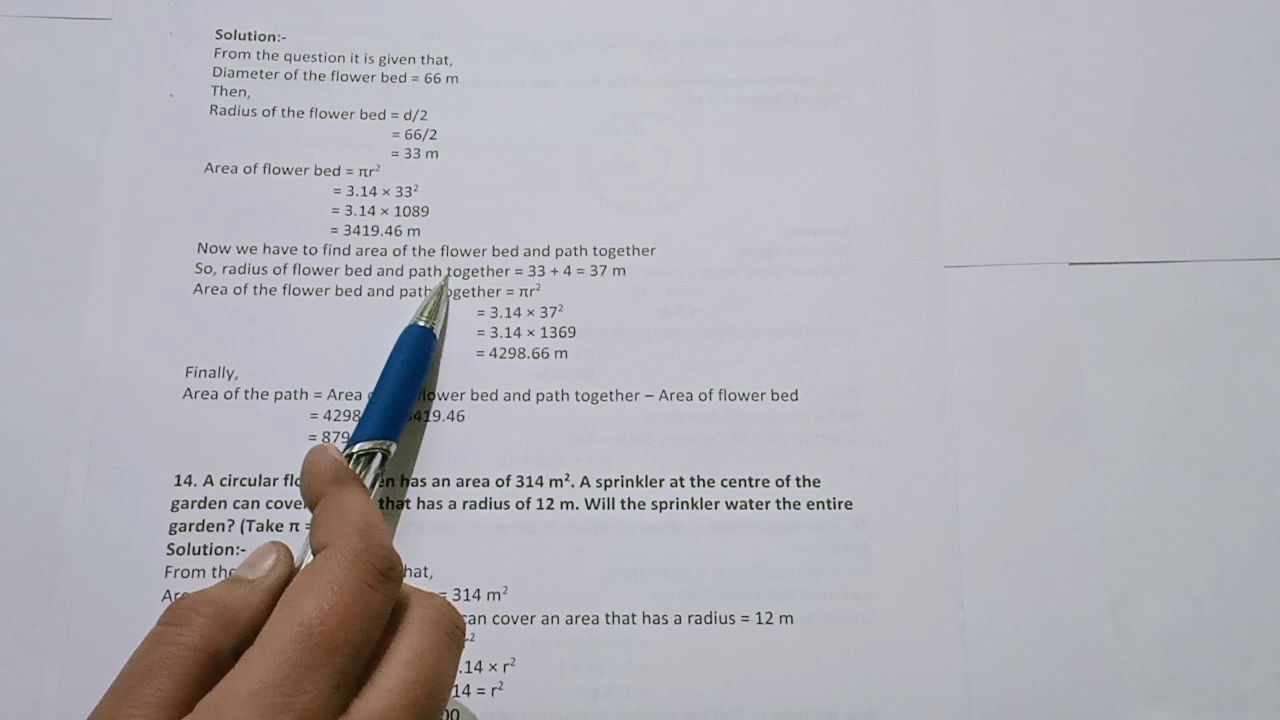 Solution:-
From the question it is given that,
Diameter of the flower bed = 66 m
Then,
Radius of the flower bed = d/2
= 66/2
= 33 m
Area of flower bed = πr²
= 3.14 × 33²
= 3.14 × 1089
= 3419.46 m
Now we have to find area of the flower bed and path together
So, radius of flower bed and path together = 33 + 4 = 37 m
Area of the flower bed and path together = πr²
= 3.14 × 37²
= 3.14 × 1369
= 4298.66 m
Finally,
Area of the path = Area flower bed and path together – Area of flower bed
= 4298 419.46
= 879
14. A circular has an area of 314 m². A sprinkler at the centre of the
garden can cover that has a radius of 12 m. Will the sprinkler water the entire
garden? (Take π =
Solution:-
From the that,
= 314 m²
can cover an area that has a radius = 12 m
.14 × r²
14 = r²